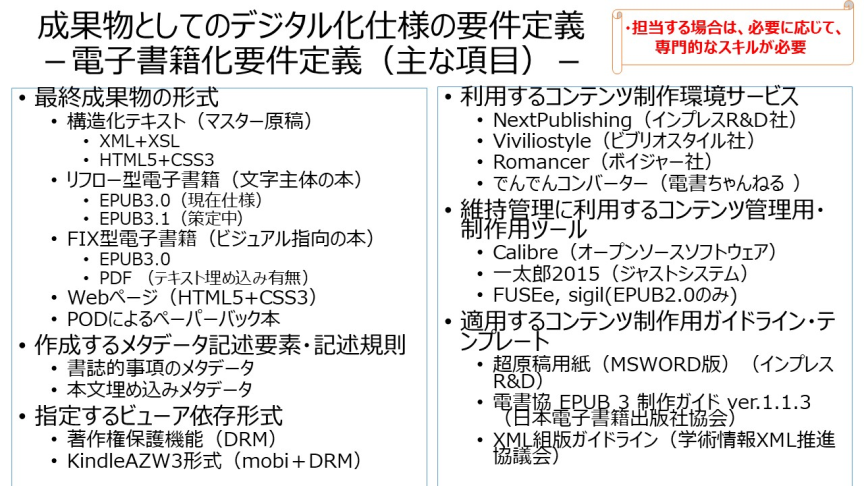 成果物としてのデジタル化仕様の要件定義
－電子書籍化要件定義（主な項目）－
・担当する場合は、必要に応じて、
専門的なスキルが必要
• 最終成果物の形式
• 構造化テキスト（マスター原稿）
• XML+XSL
• HTML5+CSS3
• リフロー型電子書籍（文字主体の本）
• EPUB3.0（現在仕様）
• EPUB3.1（策定中）
• FIX型電子書籍（ビジュアル指向の本）
• EPUB3.0
• PDF （テキスト埋め込み有無）
• Webページ（HTML5+CSS3）
• PODによるペーパーバック本
• 作成するメタデータ記述要素・記述規則
• 書誌的事項のメタデータ
• 本文埋め込みメタデータ
• 指定するビューア依存形式
• 著作権保護機能（DRM）
• KindleAZW3形式（mobi＋DRM）
• 利用するコンテンツ制作環境サービス
• NextPublishing（インプレスR&D社）
• Viviliostyle（ビブリオスタイル社）
• Romancer（ボイジャー社）
• でんでんコンバーター（電書ちゃんねる ）
• 維持管理に利用するコンテンツ管理用・
制作用ツール
• Calibre（オープンソースソフトウェア）
• 一太郎2015（ジャストシステム）
• FUSEe, sigil(EPUB2.0のみ)
• 適用するコンテンツ制作用ガイドライン・テ
ンプレート
• 超原稿用紙（MSWORD版）（インプレス
R&D）
• 電書協 EPUB 3 制作ガイド ver.1.1.3
（日本電子書籍出版社協会）
• XML組版ガイドライン（学術情報XML推進
協議会）